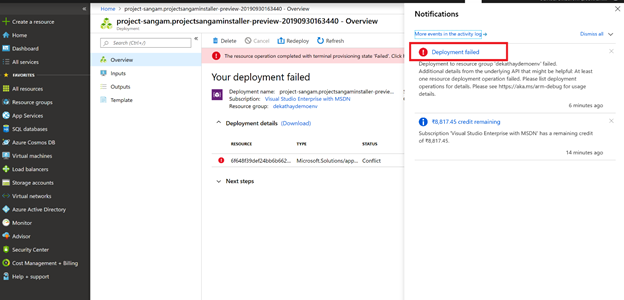 Create a resource
Home
Dashboard
All services
FAVORITES
All resources
Resource groups
App Services
SQL databases
Azure Cosmos DB
Virtual machines
Load balancers
Storage accounts
Virtual networks
Azure Active Directory
Monitor
Advisor
Security Center
Cost Management + Billing
Help + support
Home > project-sangam.projectsangaminstaller-preview-20190930163440 - Overview
project-sangam.projectsangaminstaller-preview-20190930163440 - Overview
Deployment
Search (Ctrl+/)
Overview
Inputs
Outputs
Template
Delete Cancel Redeploy Refresh
The resource operation completed with terminal provisioning state 'Failed'. Click
Your deployment failed
Deployment name: project-sangam.projectsangaminstaller-preview-
Subscription: Visual Studio Enterprise with MSDN
Resource group: dekathaydemoenv
Deployment details (Download)
RESOURCE TYPE STATUS
Microsoft.Solutions/app... Conflict
Next steps
Notifications
More events in the activity log
Dismiss all
Deployment failed
Deployment to resource group 'dekathaydemoenv' failed.
Additional details from the underlying API that might be helpful: At least
one resource deployment operation failed. Please list deployment
operations for details. Please see https://aka.ms/arm-debug for usage
details.
6 minutes ago
₹8,817.45 credit remaining
Subscription 'Visual Studio Enterprise with MSDN' has a remaining credit
of ₹8,817.45.
14 minutes ago